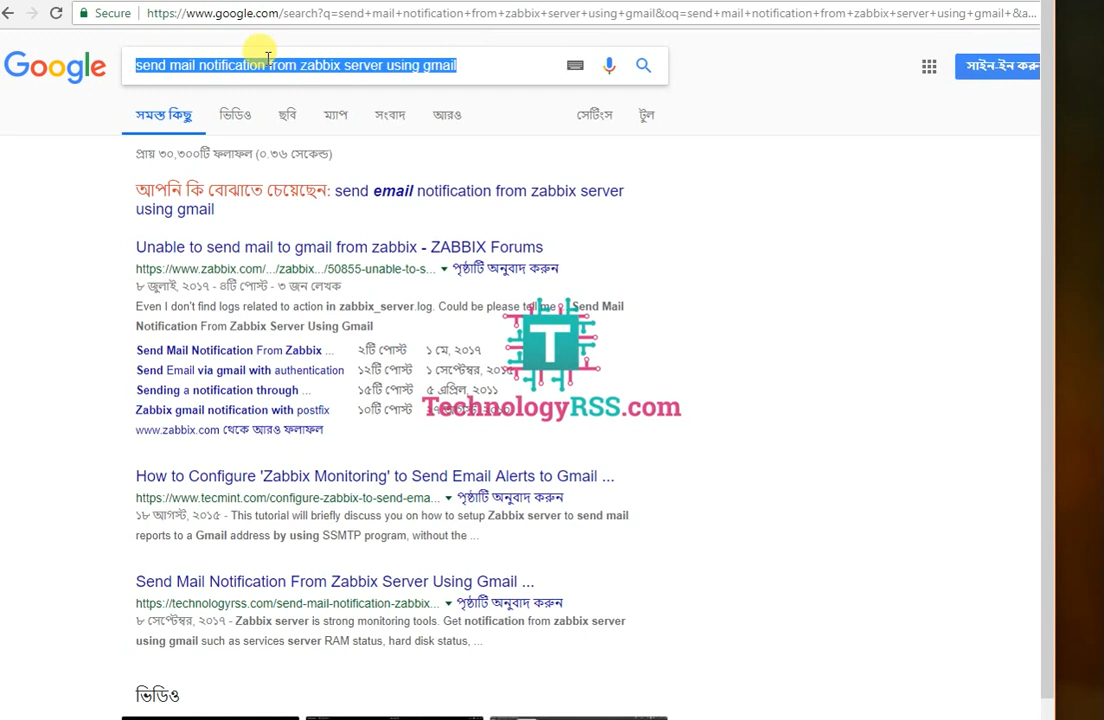 Secure https://www.google.com/search?q=send+mail+notification+from+zabbix+server+using+gmail&oq=send+mail+notification+from+zabbix+server+using+gmail+&a...
Google send mail notification from zabbix server using gmail সাইন-ইন করুন
সমস্ত কিছু ভিডিও ছবি ম্যাপ সংবাদ আরও সেটিংস টুল
প্রায় ৩০,৩০০টি ফলাফল (০.৩৬ সেকেন্ড)
আপনি কি বোঝাতে চেয়েছেন: send email notification from zabbix server
using gmail
Unable to send mail to gmail from zabbix - ZABBIX Forums
https://www.zabbix.com/.../zabbix.../50855-unable-to-s... পৃষ্ঠাটি অনুবাদ করুন
৮ জুলাই, ২০১৭ - ৪টি পোস্ট - ৩ জন লেখক
Even I don't find logs related to action in zabbix_server.log. Could be please tell me .. Send Mail
Notification From Zabbix Server Using Gmail
Send Mail Notification From Zabbix ... ২টি পোস্ট ১ মে, ২০১৭
Send Email via gmail with authentication ১২টি পোস্ট ১ সেপ্টেম্বর, ২০১৫
Sending a notification through ... ১৫টি পোস্ট ৫ এপ্রিল, ২০১১
Zabbix gmail notification with postfix ১০টি পোস্ট
TechnologyRSS.com
www.zabbix.com থেকে আরও ফলাফল
How to Configure 'Zabbix Monitoring' to Send Email Alerts to Gmail ...
https://www.tecmint.com/configure-zabbix-to-send-ema... পৃষ্ঠাটি অনুবাদ করুন
১৮ আগস্ট, ২০১৫ - This tutorial will briefly discuss you on how to setup Zabbix server to send mail
reports to a Gmail address by using SSMTP program, without the ...
Send Mail Notification From Zabbix Server Using Gmail ...
https://technologyrss.com/send-mail-notification-zabbix... পৃষ্ঠাটি অনুবাদ করুন
৮ সেপ্টেম্বর, ২০১৭ - Zabbix server is strong monitoring tools. Get notification from zabbix server
using gmail such as services server RAM status, hard disk status, ...
ভিডিও